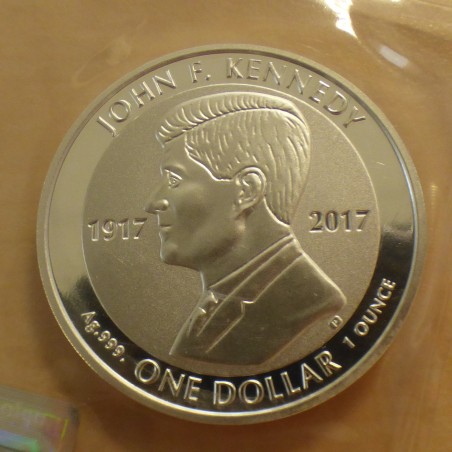 JOHN F. KENNEDY
1917 2017
Ag.999.
ONE DOLLAR
1 OUNCE